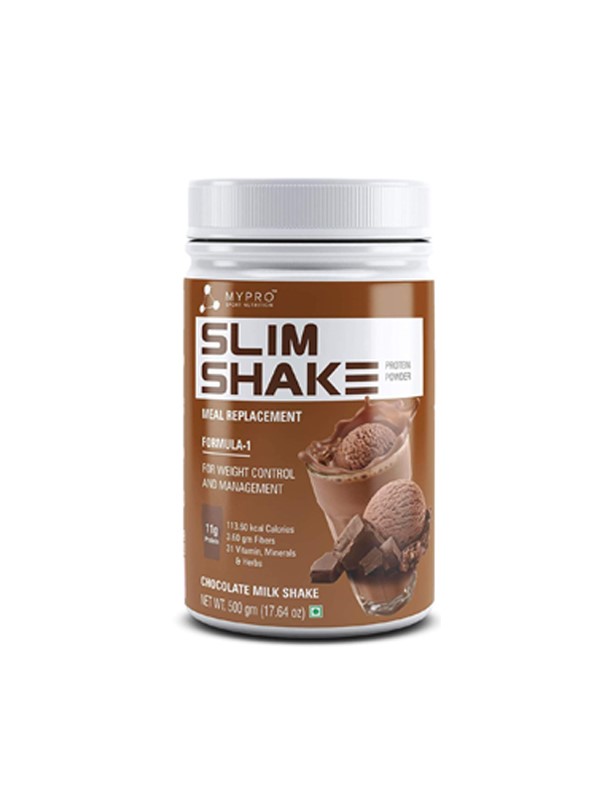 MYPRO™
SPORT NUTRITION
SLIM
SHAKE
PROTEIN
POWDER
MEAL REPLACEMENT
FORMULA-1
FOR WEIGHT CONTROL
AND MANAGEMENT
11g
Protein
113.60 kcal Calories
3.60 gm Fibers
31 Vitamin, Minerals
& Herbs
CHOCOLATE MILK SHAKE
NET WT. 500 gm (17.64 oz)